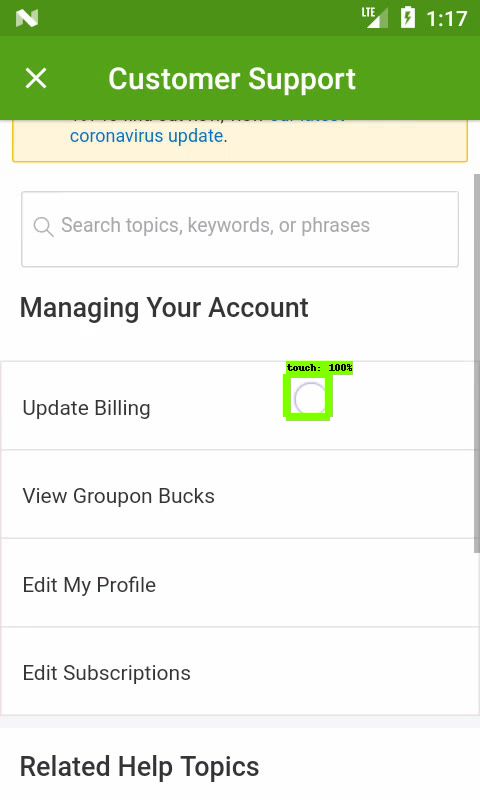 LTE 1:17
Customer Support
coronavirus update.
Search topics, keywords, or phrases
Managing Your Account
touch: 100%
Update Billing
View Groupon Bucks
Edit My Profile
Edit Subscriptions
Related Help Topics